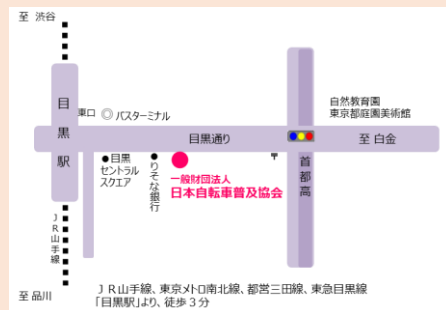 至 渋谷
目黒駅
東口
◎ バスターミナル
目黒通り
自然教育園
東京都庭園美術館
至 白金
●目黒
セントラル
スクエア
●りそな銀行
一般財団法人
日本自転車普及協会
〒
首都高
JR山手線
至 品川
JR山手線、東京メトロ南北線、都営三田線、東急目黒線
「目黒駅」より、徒歩３分